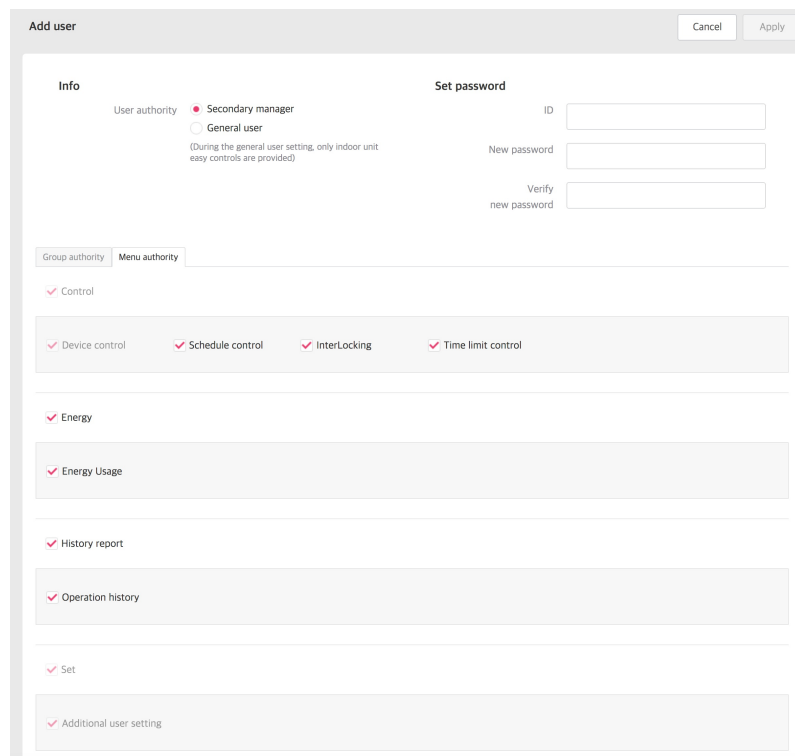 Add user
Cancel
Apply
Info
User authority
Secondary manager
General user
(During the general user setting, only indoor unit
easy controls are provided)
Set password
ID
New password
Verify
new password
Group authority
Menu authority
Control
Device control
Schedule control
InterLocking
Time limit control
Energy
Energy Usage
History report
Operation history
Set
Additional user setting